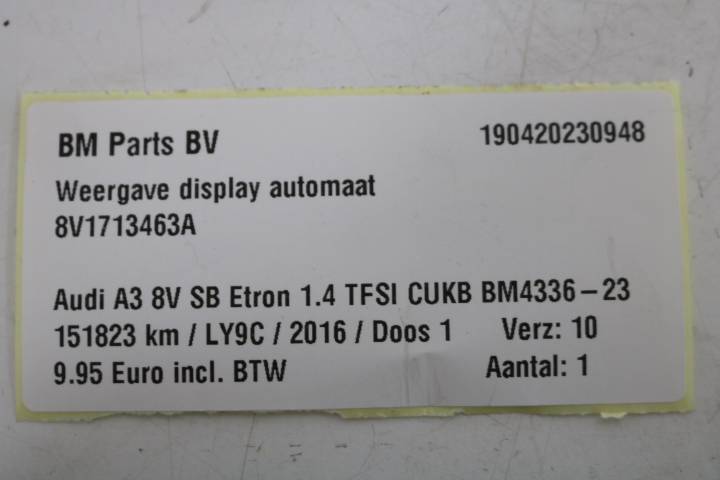 BM Parts BV 190420230948
Weergave display automaat
8V1713463A
Audi A3 8V SB Etron 1.4 TFSI CUKB BM4336-23
151823 km / LY9C / 2016 / Doos 1 Verz: 10
9.95 Euro incl. BTW Aantal: 1